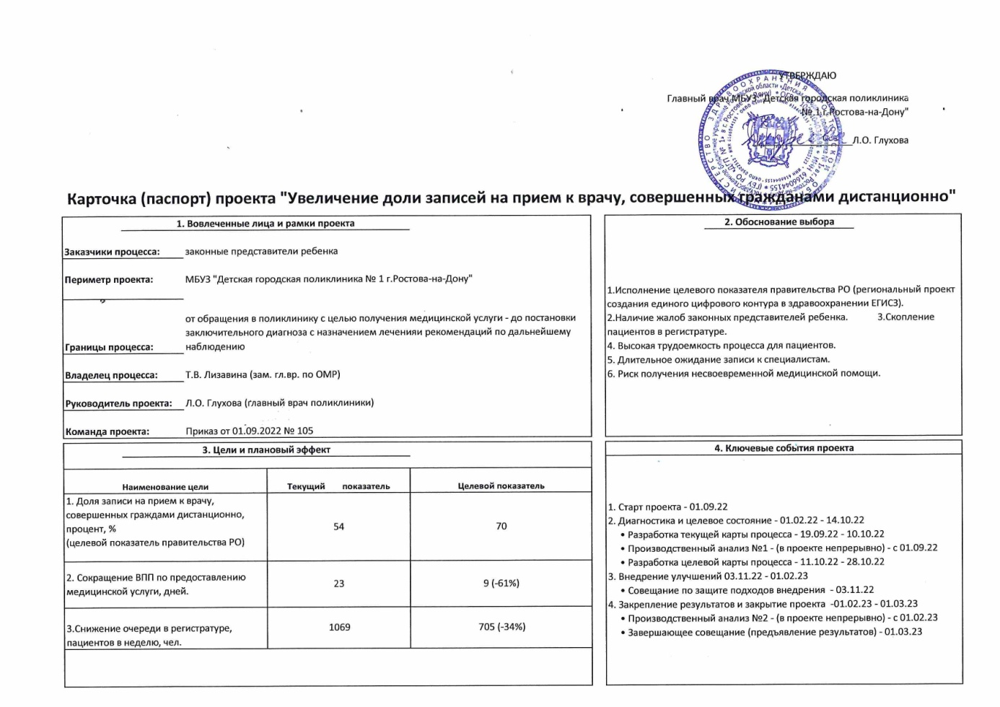 УТВЕРЖДАЮ
Главный врач МБУЗ "Детская городская поликлиника
№ 1 г.Ростова-на-Дону"
Л.О. Глухова
Карточка (паспорт) проекта "Увеличение доли записей на прием к врачу, совершенных гражданами дистанционно"
1. Вовлеченные лица и рамки проекта
Заказчики процесса: законные представители ребенка
Периметр проекта: МБУЗ "Детская городская поликлиника № 1 г.Ростова-на-Дону"
от обращения в поликлинику с целью получения медицинской услуги - до постановки
заключительного диагноза с назначением леченияи рекомендаций по дальнейшему
Границы процесса: наблюдению
Владелец процесса: Т.В. Лизавина (зам. гл.вр. по ОМР)
Руководитель проекта: Л.О. Глухова (главный врач поликлиники)
Команда проекта: Приказ от 01.09.2022 № 105
2. Обоснование выбора
1.Исполнение целевого показателя правительства РО (региональный проект
создания единого цифрового контура в здравоохранении ЕГИСЗ).
2.Наличие жалоб законных представителей ребенка. 3.Скопление
пациентов в регистратуре.
4. Высокая трудоемкость процесса для пациентов.
5. Длительное ожидание записи к специалистам.
6. Риск получения несвоевременной медицинской помощи.
3. Цели и плановый эффект
Наименование цели Текущий показатель Целевой показатель
1. Доля записи на прием к врачу,
совершенных граждами дистанционно,
процент, %
(целевой показатель правительства РО)
54 70
2. Сокращение ВПП по предоставлению
медицинской услуги, дней.
23 9 (-61%)
3.Снижение очереди в регистратуре,
пациентов в неделю, чел.
1069 705 (-34%)
4. Ключевые события проекта
1. Старт проекта - 01.09.22
2. Диагностика и целевое состояние - 01.02.22 - 14.10.22
• Разработка текущей карты процесса - 19.09.22 - 10.10.22
• Производственный анализ №1 - (в проекте непрерывно) - с 01.09.22
• Разработка целевой карты процесса - 11.10.22 - 28.10.22
3. Внедрение улучшений 03.11.22 - 01.02.23
• Совещание по защите подходов внедрения - 03.11.22
4. Закрепление результатов и закрытие проекта -01.02.23 - 01.03.23
• Производственный анализ №2 - (в проекте непрерывно) - с 01.02.23
• Завершающее совещание (предъявление результатов) - 01.03.23